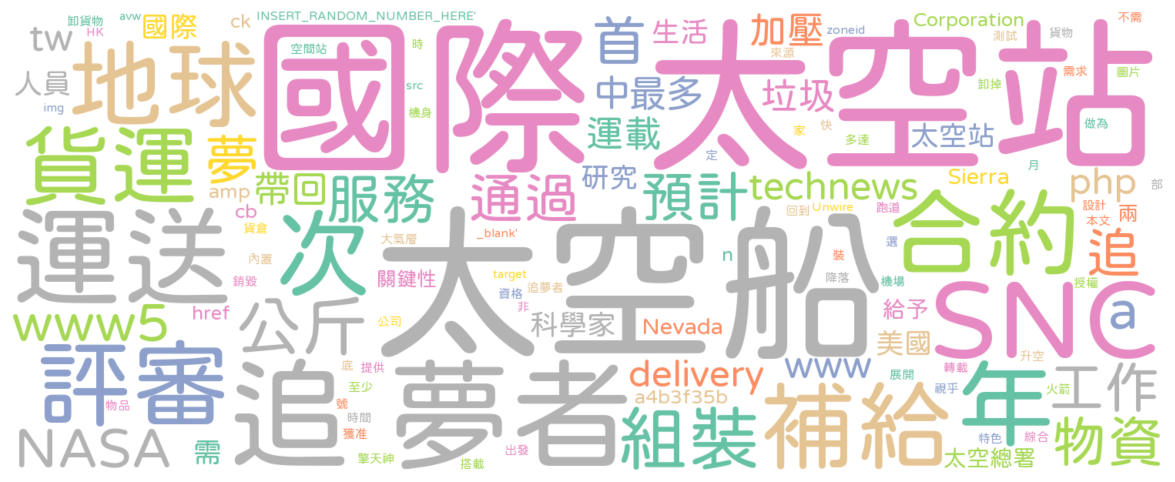 卸貨物 avw 國際 ck INSERT_RANDOM_NUMBER_HERE' 首 生活 加壓 Corporation 不需
tw HK 空間站 時 來源 zoneid 測試 貨物
人員 地球 國際太空站 中最多 垃圾 卸掉 需求 圖片
img src 機身 運載 家 快 多達 太空站 做為
貨運 夢 帶回 服務 通過 研究 定 預計 technews 月 Sierra php 部
amp cb 貨倉 回到 Unwire 跑道 設計 本文 兩
運送 次 大氣層 _blank' 太空船 n 選 合約 追
內置 銷毀 關鍵性 target 資格 追夢者 非 裝 降落 機場 授權
www5 href 公斤 公司 科學家 Nevada 給予 SNC a
評審 底 提供 美國 升空 轉載
物品 至少 追夢者 delivery www 展開 視乎 年 火箭 工作
NASA 需 號 時間 獲准 a4b3f35b 補給 特色 綜合 物資
擎天神 搭載 出發 組裝 太空總署